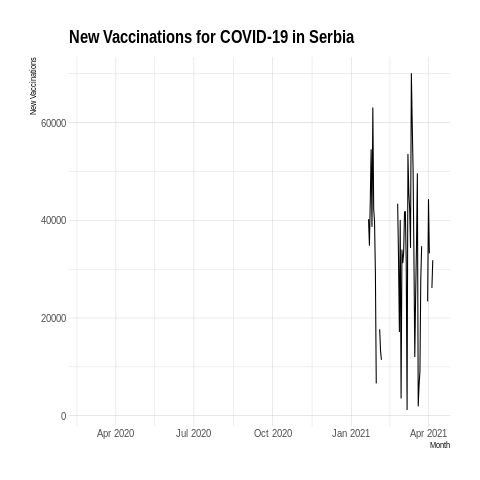 New Vaccinations for COVID-19 in Serbia
New Vaccinations
60000
40000
20000
0
Apr 2020
Jul 2020
Oct 2020
Jan 2021
Apr 2021
Month